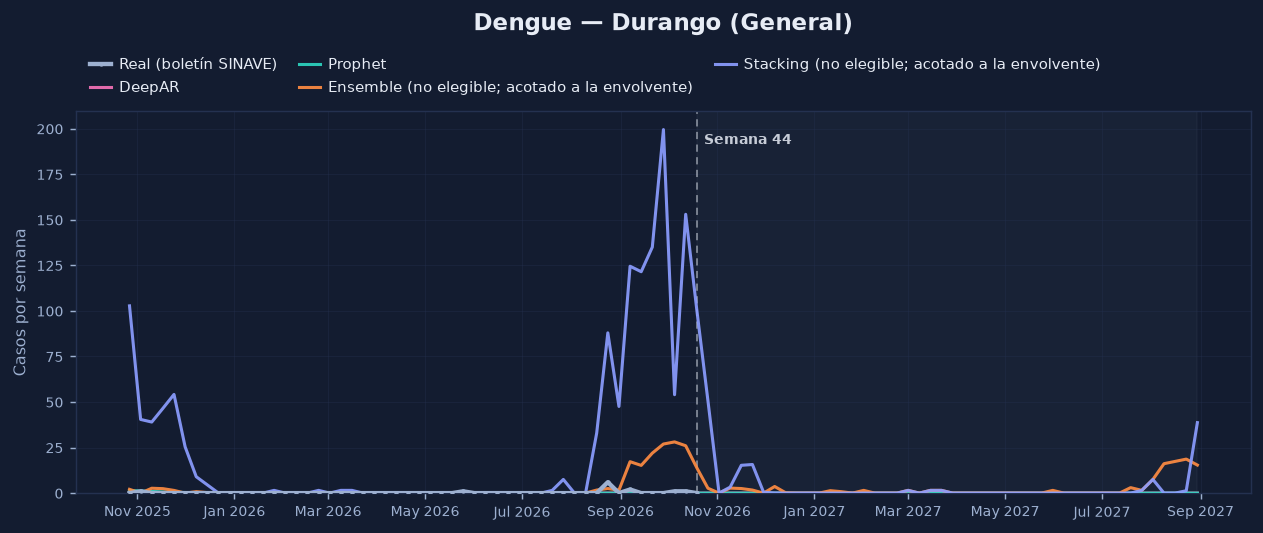 Dengue — Durango (General)
Real (boletín SINAVE)
Prophet
Stacking (no elegible; acotado a la envolvente)
DeepAR
Ensemble (no elegible; acotado a la envolvente)
Semana 44
Casos por semana
200
175
150
125
100
75
50
25
0
Nov 2025
Jan 2026
Mar 2026
May 2026
Jul 2026
Sep 2026
Nov 2026
Jan 2027
Mar 2027
May 2027
Jul 2027
Sep 2027